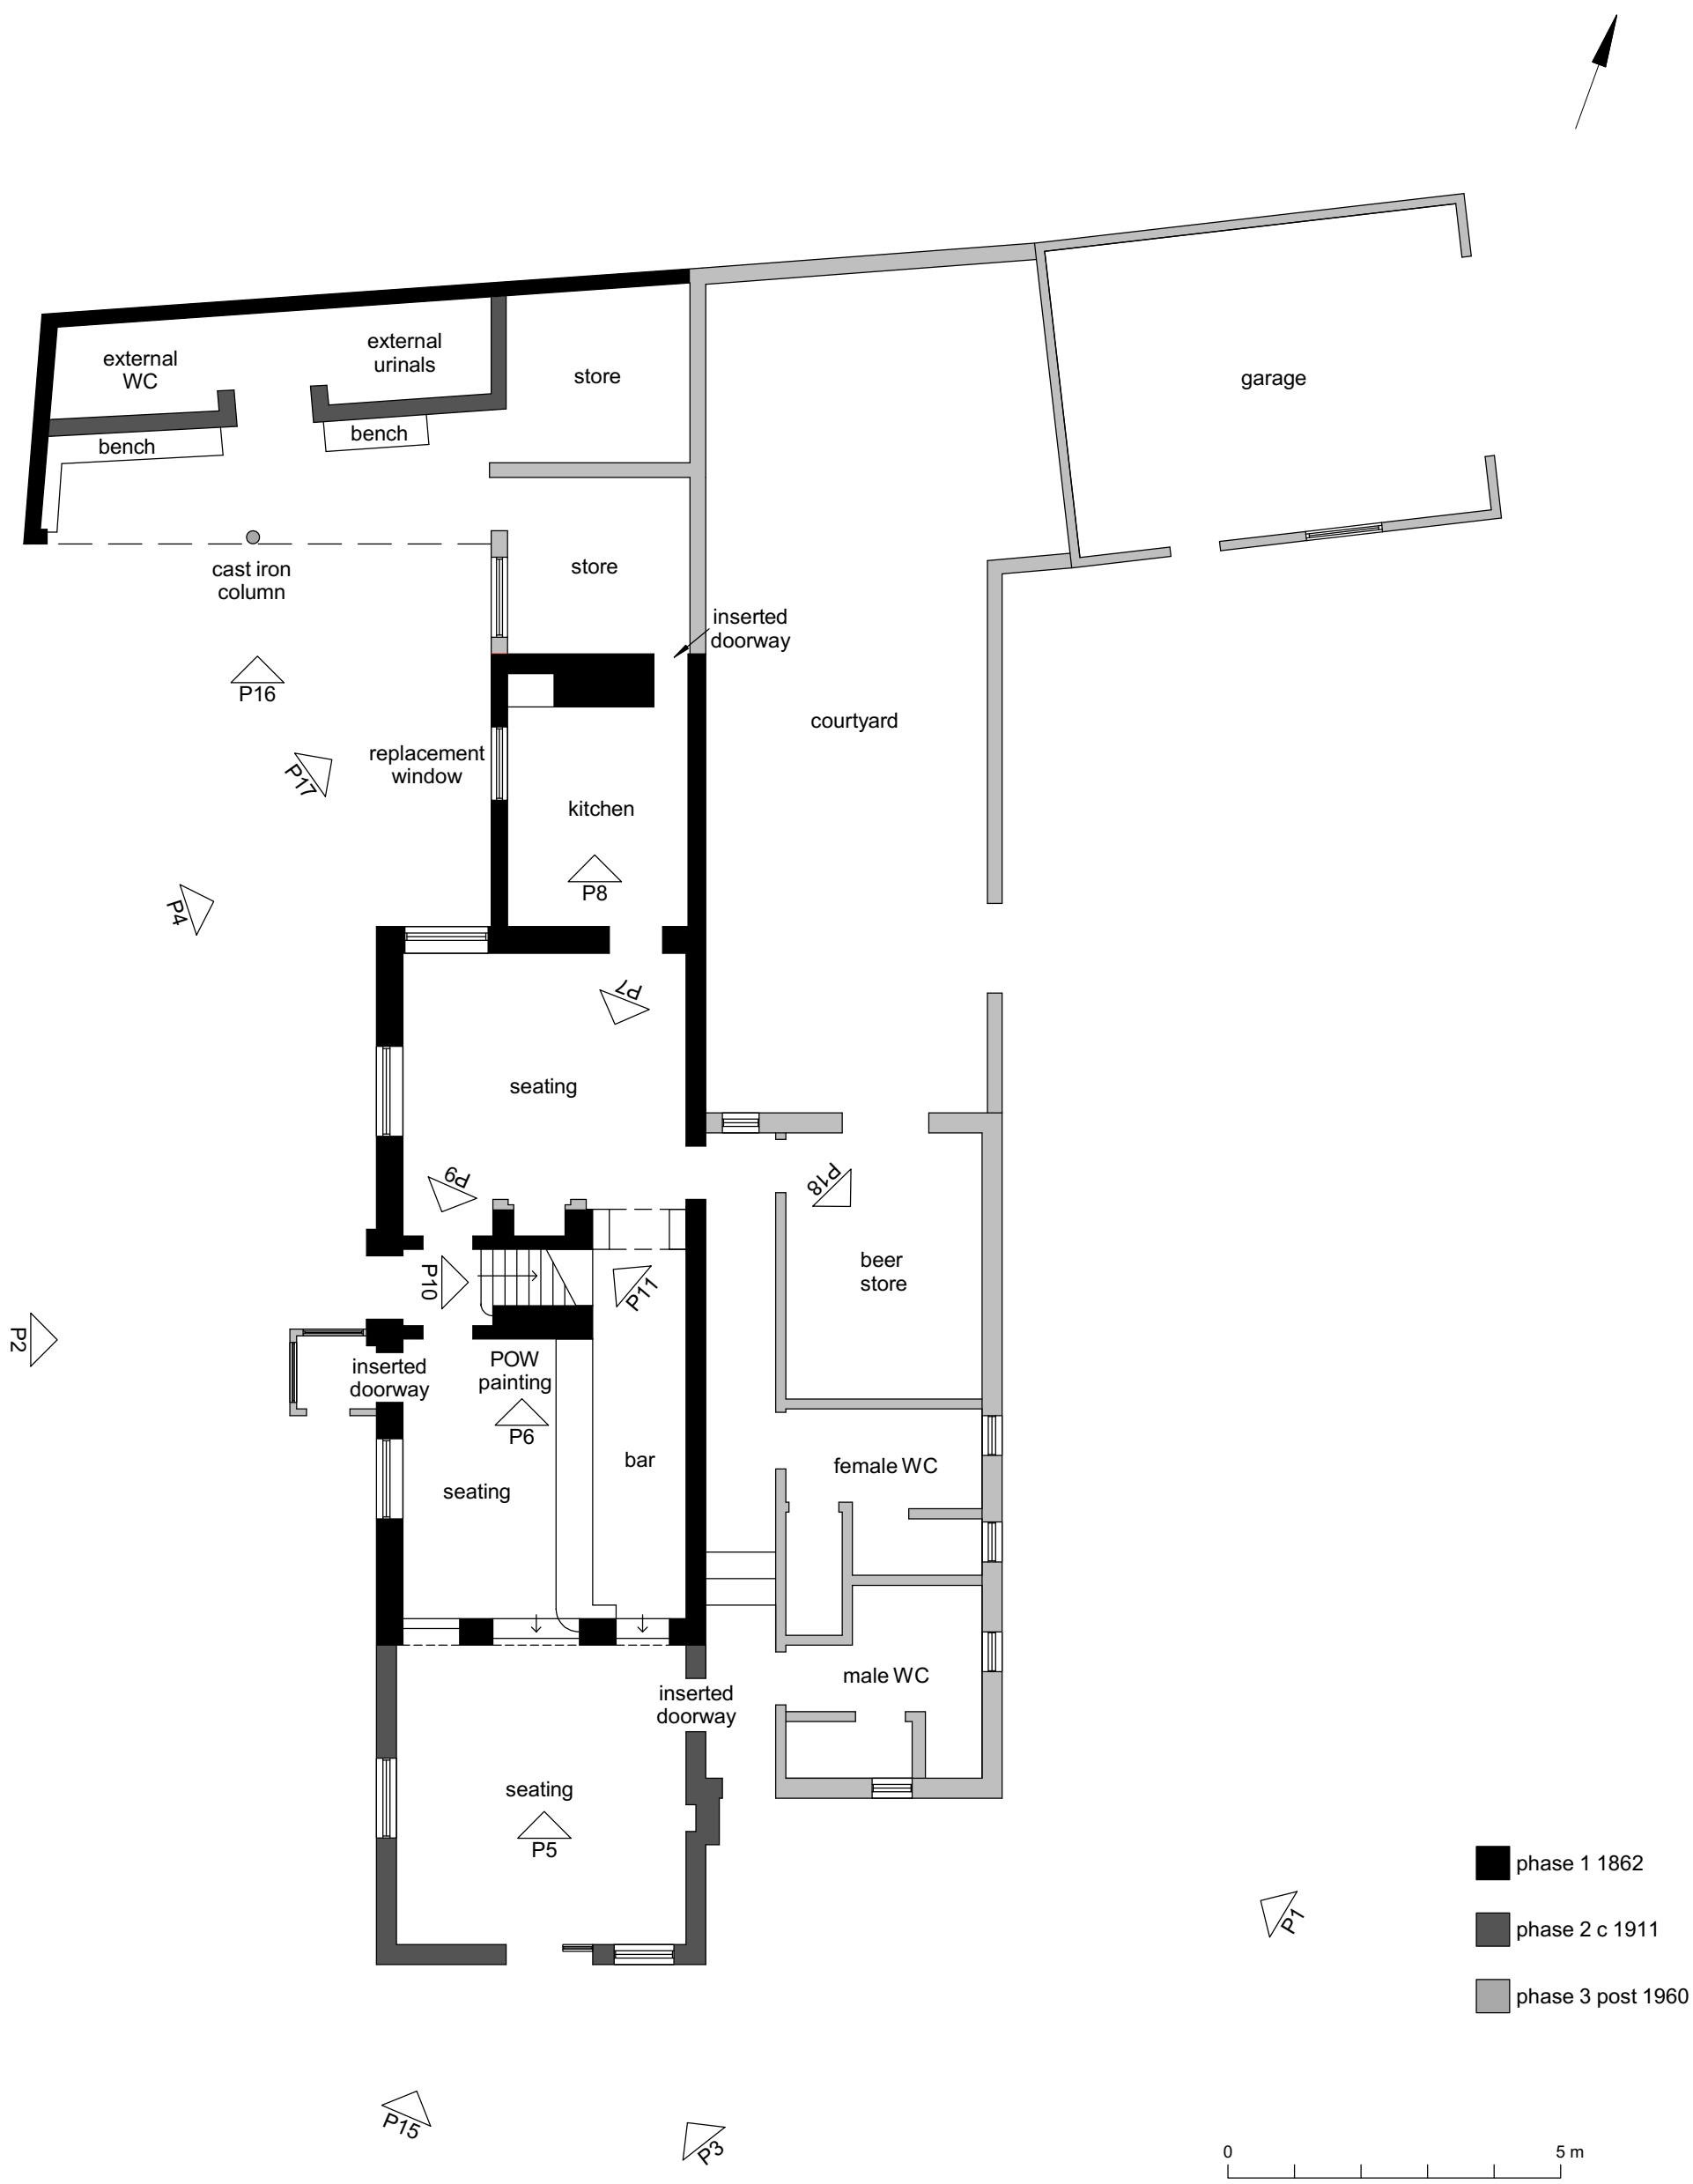 external
WC
external
urinals
store
garage
bench
bench
cast iron
column
store
inserted
doorway
P16
courtyard
replacement
window
P17
kitchen
P8
P4
P7
seating
P9
P18
beer
store
P10
P11
P2
inserted
doorway
POW
painting
P6
bar
female WC
seating
male WC
inserted
doorway
seating
P5
phase 1 1862
P1
phase 2 c 1911
phase 3 post 1960
P15
P3
0
5 m